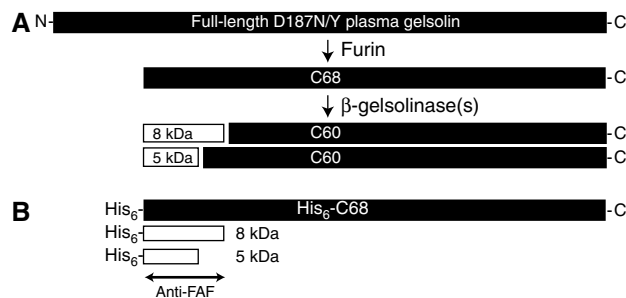 A
N- Full-length D187N/Y plasma gelsolin -C
Furin
C68 -C
β-gelsolinase(s)
8 kDa C60 -C
5 kDa C60 -C
B
His6- His6-C68 -C
His6- 8 kDa
His6- 5 kDa
Anti-FAF